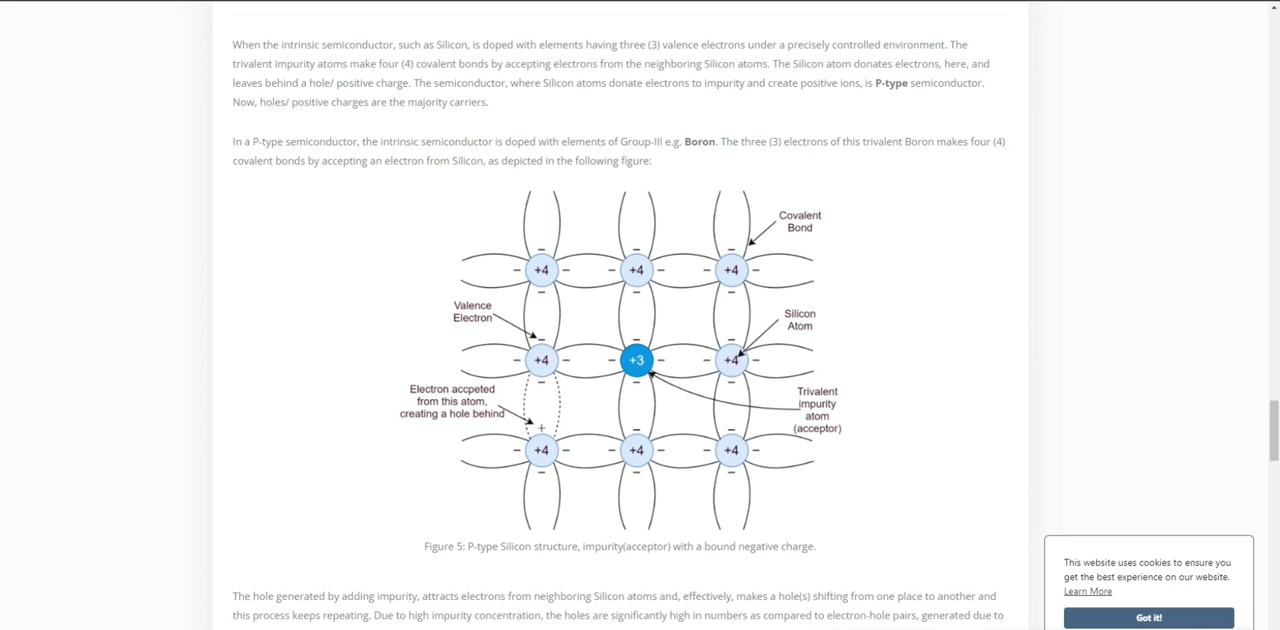 When the intrinsic semiconductor, such as Silicon, is doped with elements having three (3) valence electrons under a precisely controlled environment. The
trivalent impurity atoms make four (4) covalent bonds by accepting electrons from the neighboring Silicon atoms. The Silicon atom donates electrons, here, and
leaves behind a hole/ positive charge. The semiconductor, where Silicon atoms donate electrons to impurity and create positive ions, is P-type semiconductor.
Now, holes/ positive charges are the majority carriers.
In a P-type semiconductor, the intrinsic semiconductor is doped with elements of Group-III e.g. Boron. The three (3) electrons of this trivalent Boron makes four (4)
covalent bonds by accepting an electron from Silicon, as depicted in the following figure:
Covalent
Bond
− − −
− +4 − − +4 − − +4 −
− − −
Valence
Electron
Silicon
Atom
− − −
− +4 − − +3 − − +4 −
− − −
Electron accpeted
from this atom,
creating a hole behind
Trivalent
impurity
atom
(acceptor)
+ − −
− +4 − − +4 − − +4 −
− − −
Figure 5: P-type Silicon structure, impurity(acceptor) with a bound negative charge.
The hole generated by adding impurity, attracts electrons from neighboring Silicon atoms and, effectively, makes a hole(s) shifting from one place to another and
this process keeps repeating. Due to high impurity concentration, the holes are significantly high in numbers as compared to electron-hole pairs, generated due to
This website uses cookies to ensure you
get the best experience on our website.
Learn More
Got it!